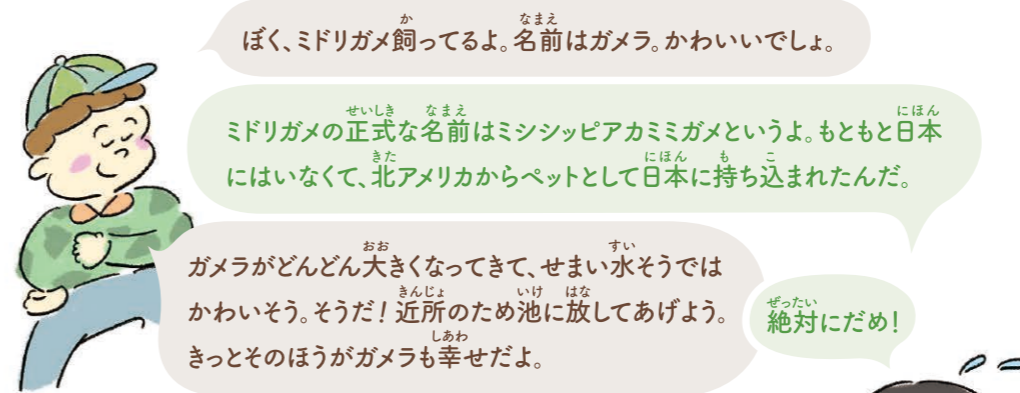 ぼく、ミドリガメ飼ってるよ。名前はガメラ。かわいいでしょ。
ミドリガメの正式な名前はミシシッピアカミミガメというよ。もともと日本
にはいなくて、北アメリカからペットとして日本に持ち込まれたんだ。
ガメラがどんどん大きくなってきて、せまい水そうでは
かわいそう。そうだ!近所のため池に放してあげよう。
きっとそのほうがガメラも幸せだよ。
絶対にだめ!